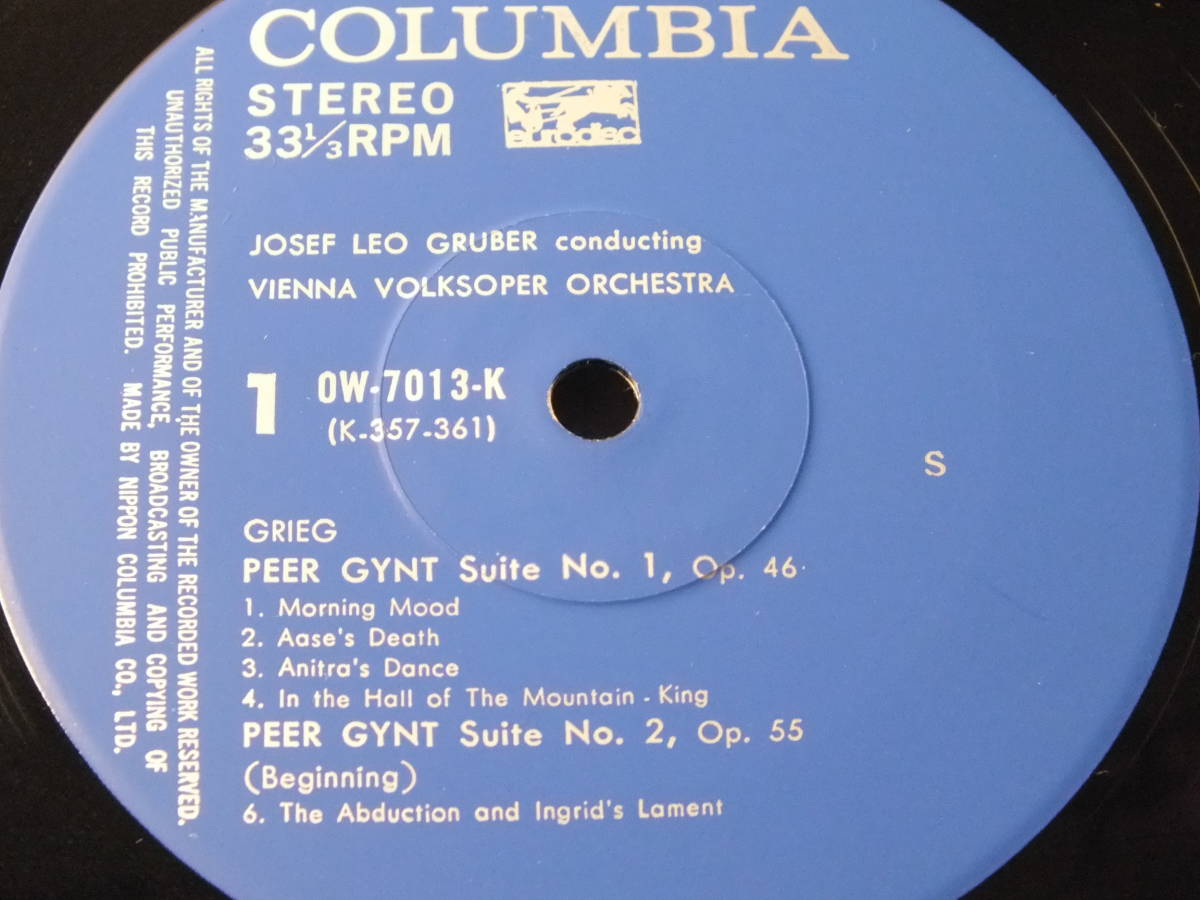 COLUMBIA
STEREO
33⅓ RPM
eurodisc
JOSEF LEO GRUBER conducting
VIENNA VOLKSOPER ORCHESTRA
1
OW-7013-K
(K-357-361)
S
GRIEG
PEER GYNT Suite No. 1, Op. 46
1. Morning Mood
2. Aase's Death
3. Anitra's Dance
4. In the Hall of The Mountain-King
PEER GYNT Suite No. 2, Op. 55
(Beginning)
6. The Abduction and Ingrid's Lament
ALL RIGHTS OF THE MANUFACTURER AND OF THE OWNER OF THE RECORDED WORK RESERVED.
UNAUTHORIZED PUBLIC PERFORMANCE, BROADCASTING AND COPYING OF
THIS RECORD PROHIBITED. MADE BY NIPPON COLUMBIA CO., LTD.